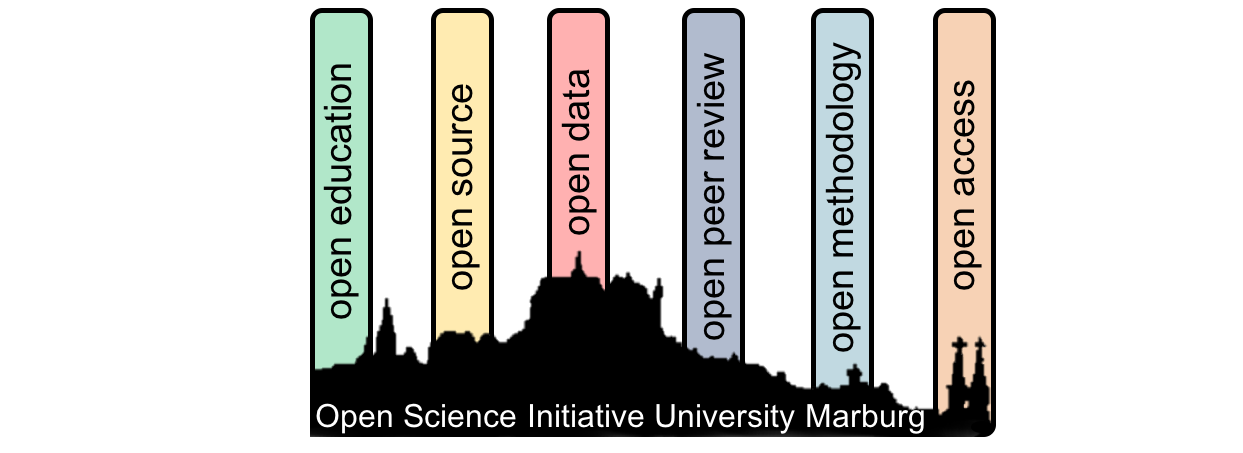 open education
open source
open data
open peer review
open methodology
open access
Open Science Initiative University Marburg